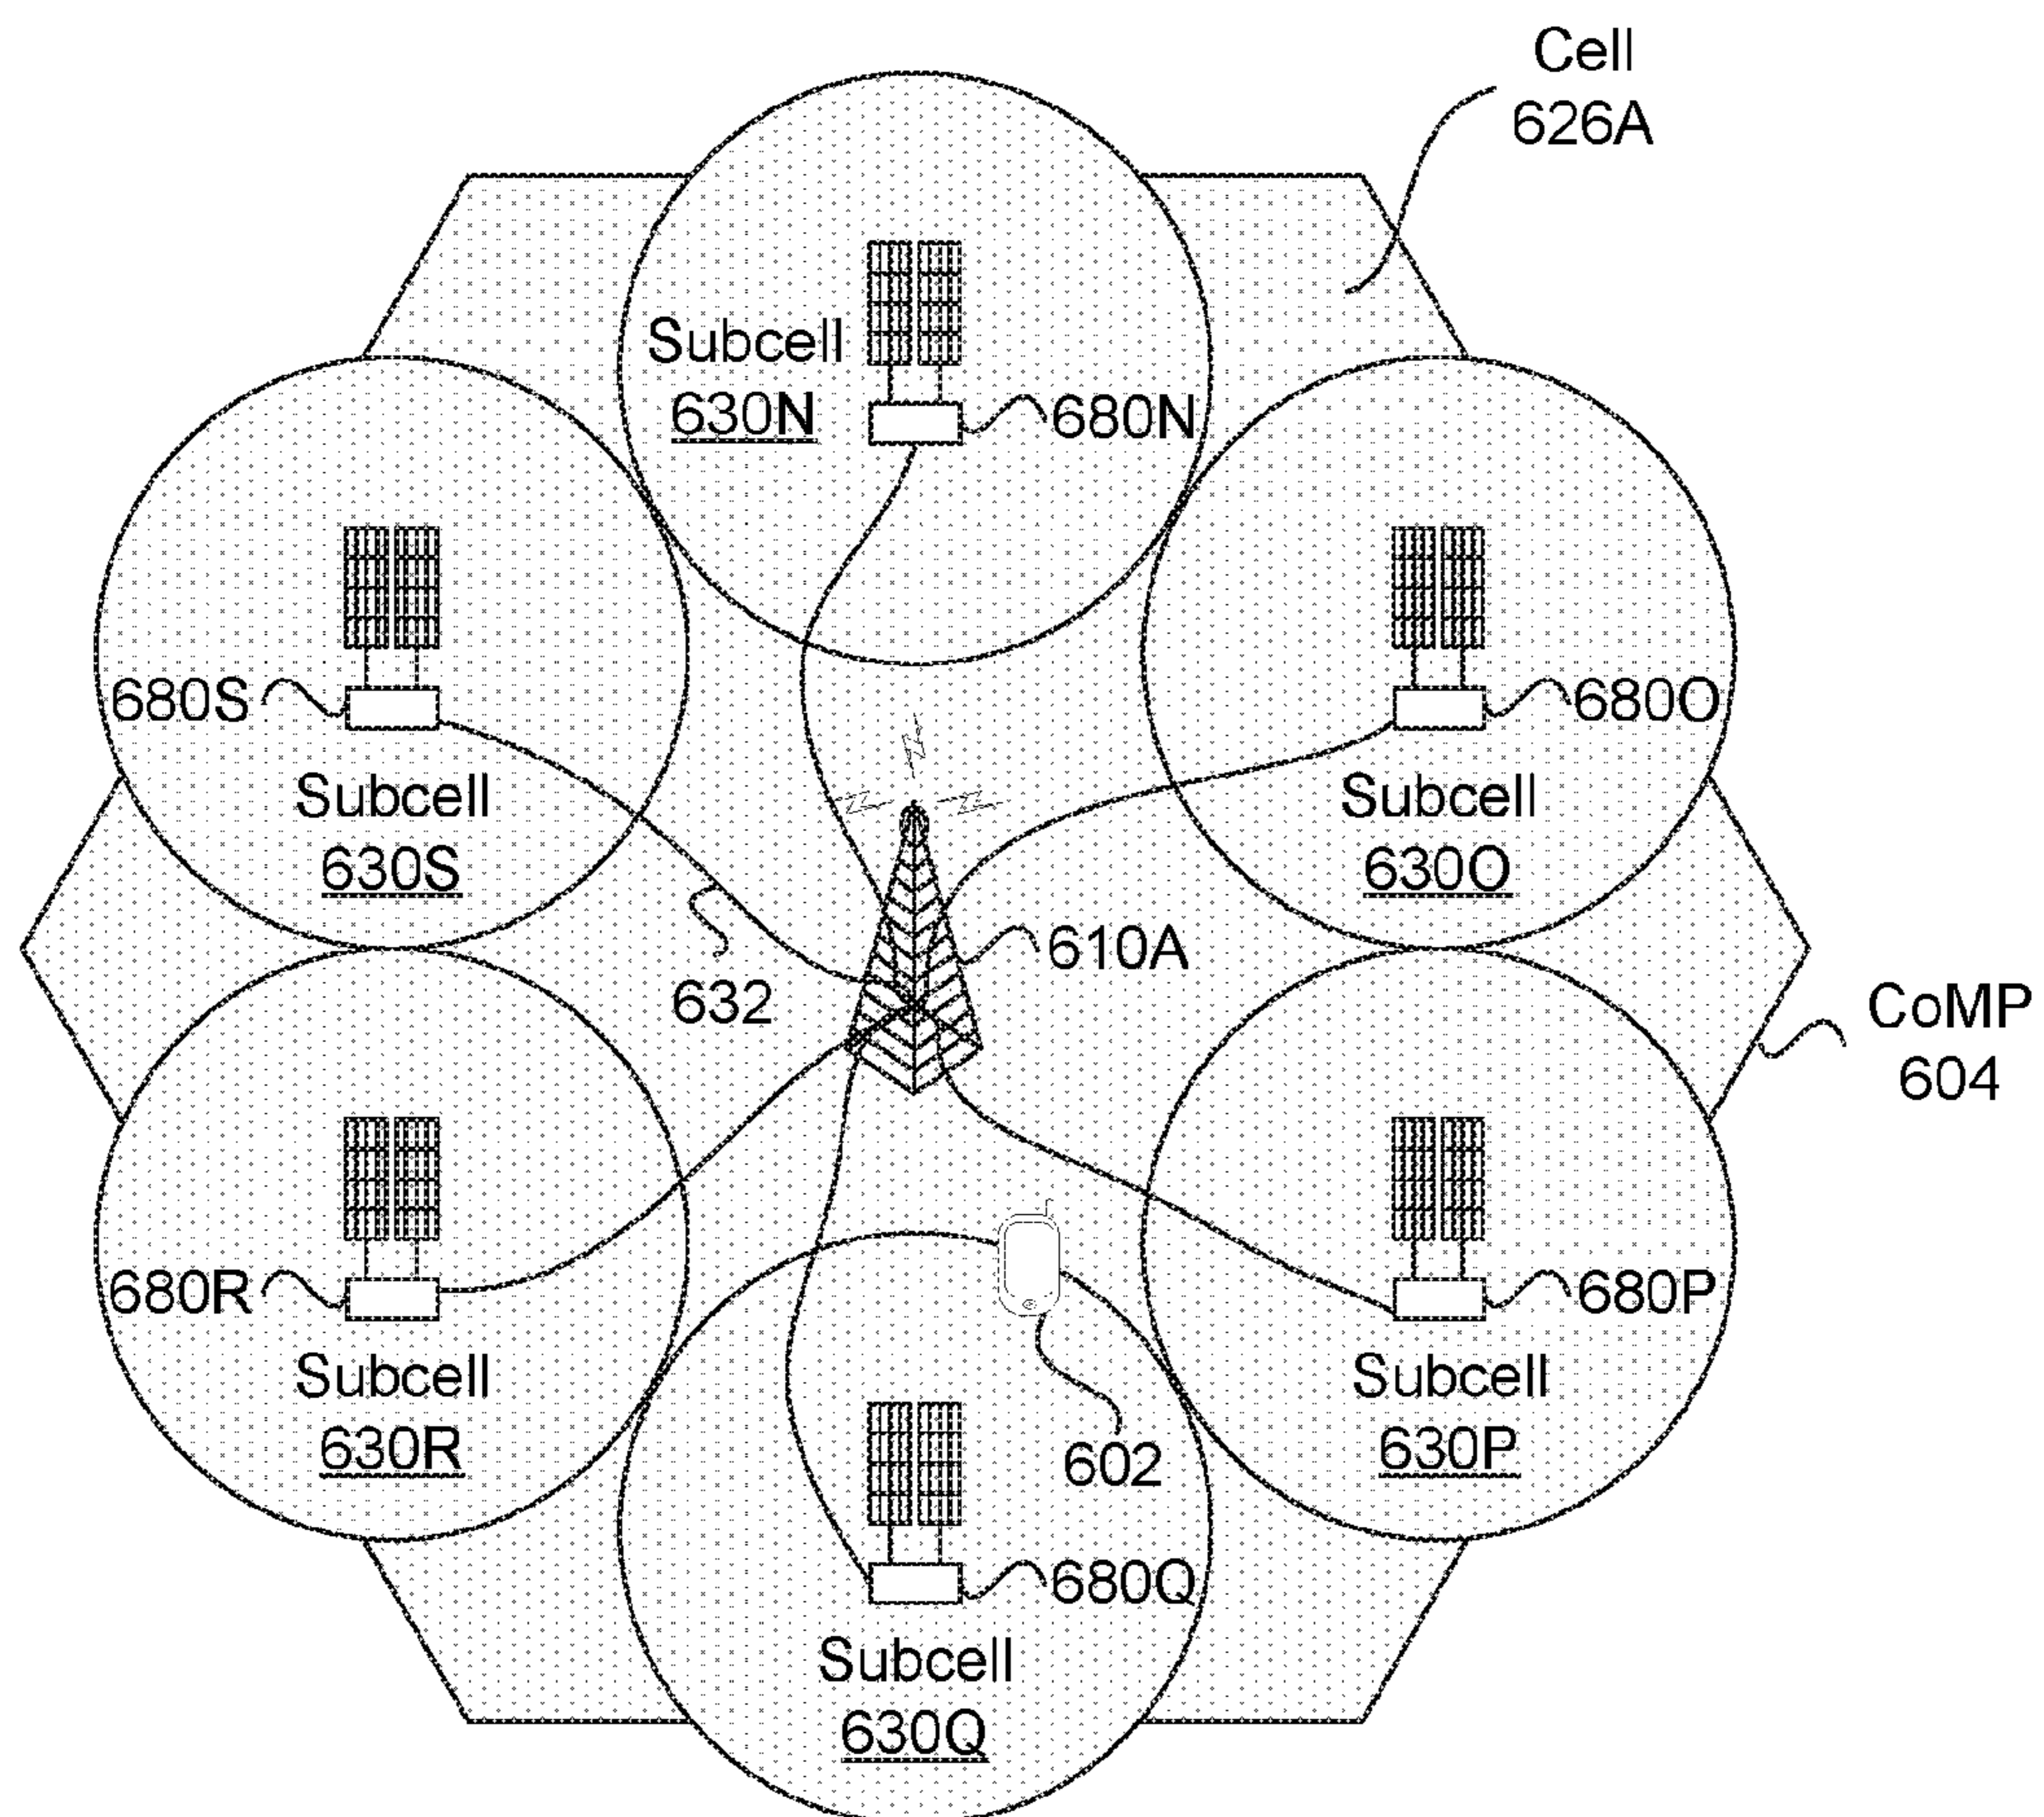 Cell
626A
Subcell
630N
680N
680S
680O
Subcell
630S
Subcell
630O
610A
632
CoMP
604
680R
680P
Subcell
630R
Subcell
630P
602
680Q
Subcell
630Q